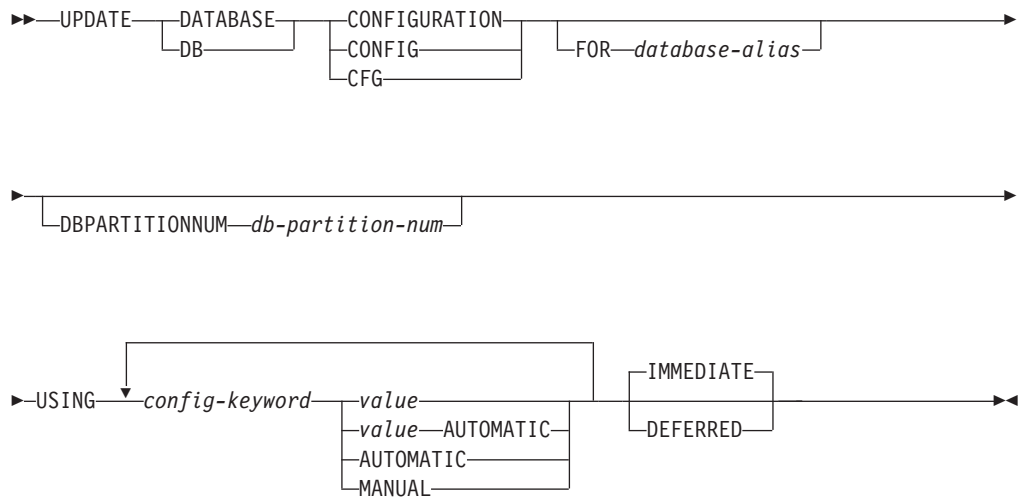 UPDATE DATABASE CONFIGURATION
DB CONFIG FOR database-alias
CFG
DBPARTITIONNUM db-partition-num
IMMEDIATE
USING config-keyword value
value AUTOMATIC DEFERRED
AUTOMATIC
MANUAL